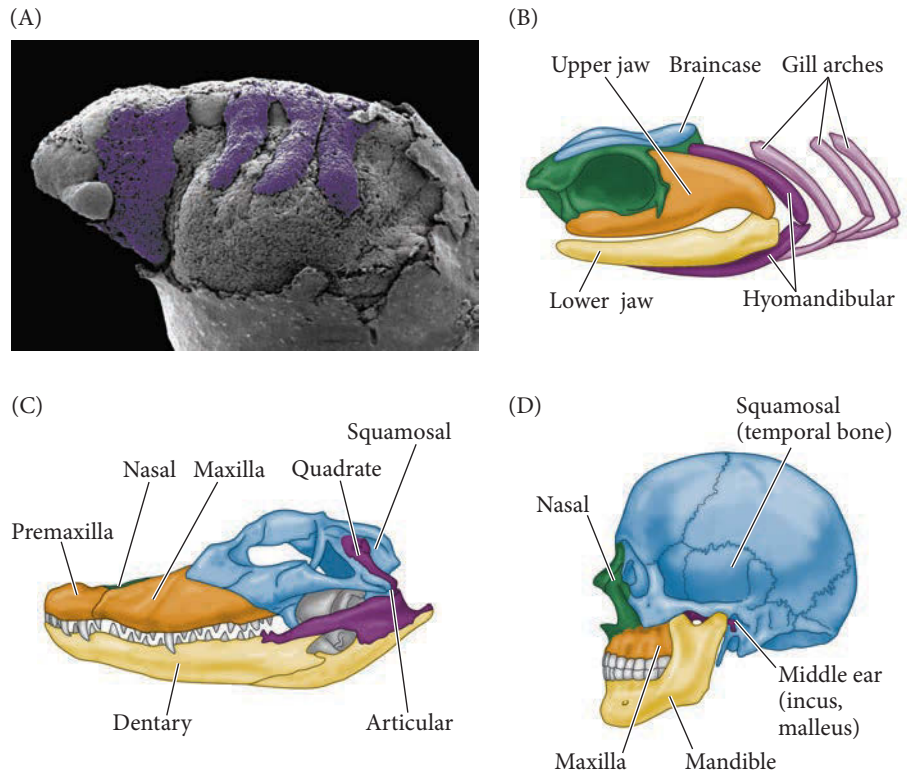 (A)
(B)
Upper jaw
Braincase
Gill arches
Lower jaw
Hyomandibular
(C)
Squamosal
Nasal
Maxilla
Quadrate
Premaxilla
Dentary
Articular
(D)
Squamosal
(temporal bone)
Nasal
Middle ear
(incus,
malleus)
Maxilla
Mandible